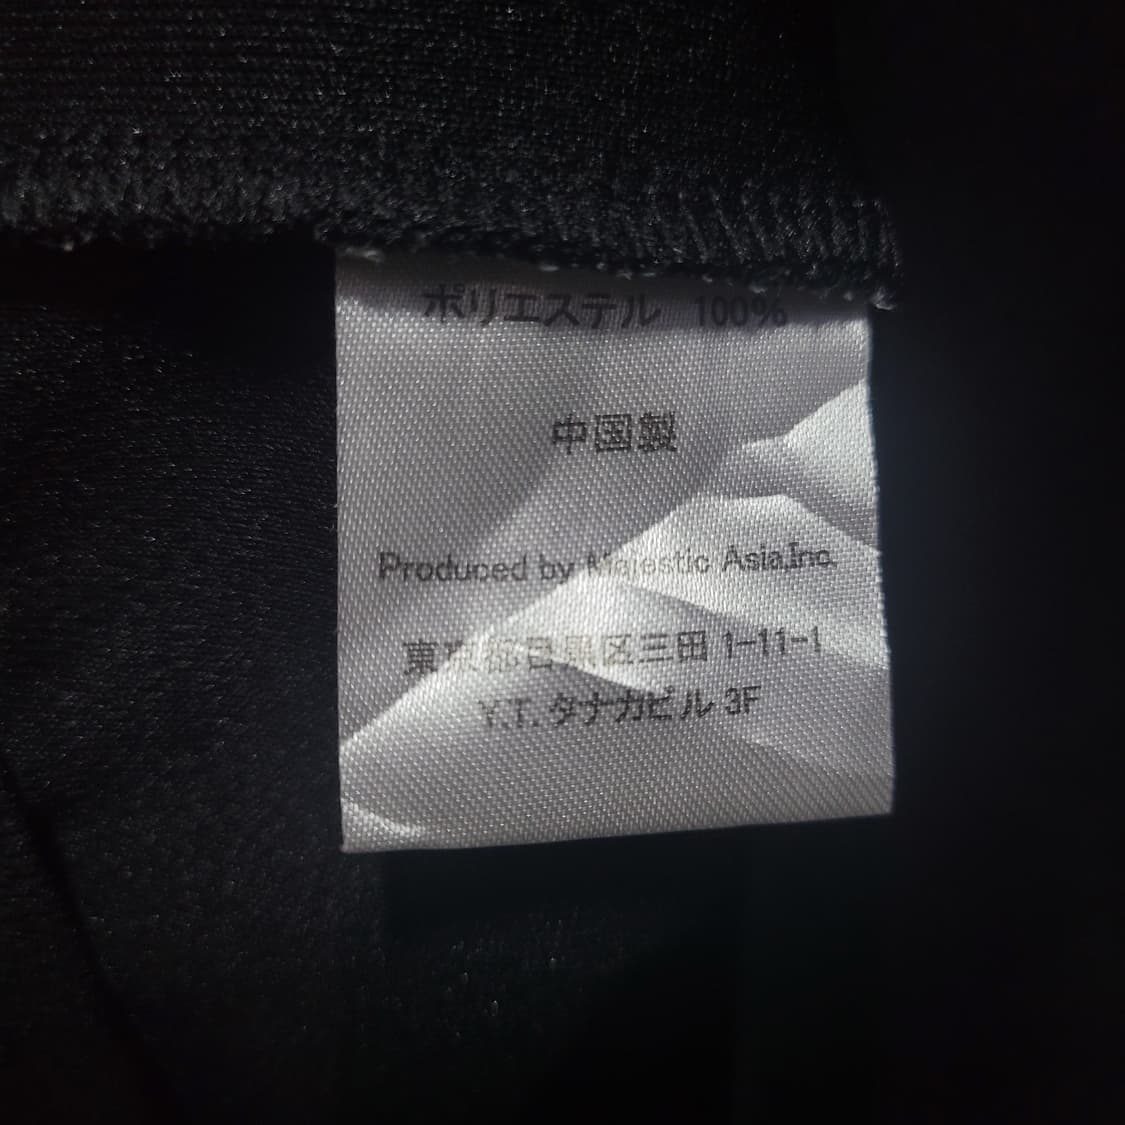 ポリエステル 100%
中国製
Produced by Majestic Asia,Inc.
東京都目黒区三田 1-11-1
Y.T. タナカビル 3F